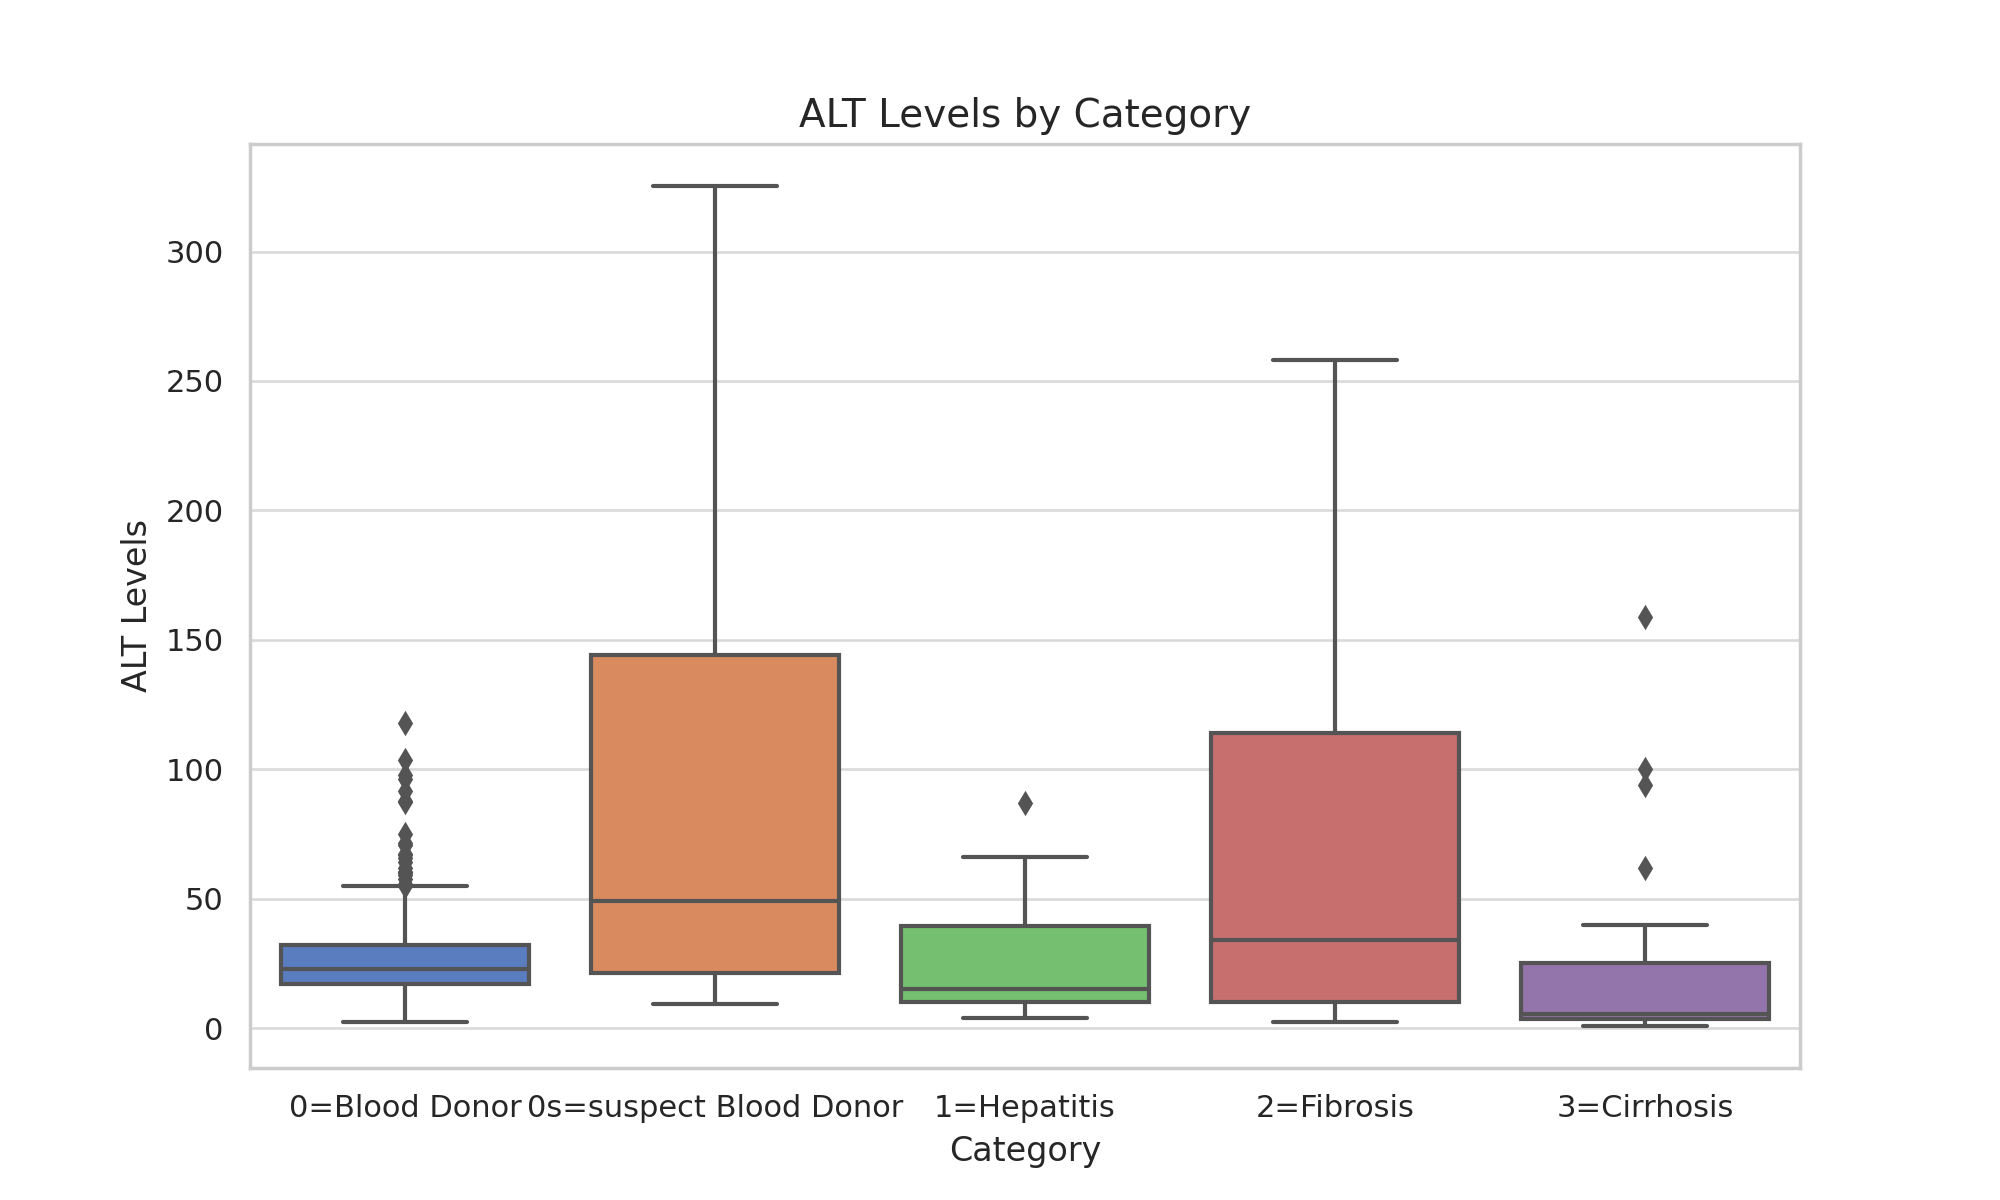 ALT Levels by Category
ALT Levels
300
250
200
150
100
50
0
0=Blood Donor 0s=suspect Blood Donor 1=Hepatitis 2=Fibrosis 3=Cirrhosis
Category